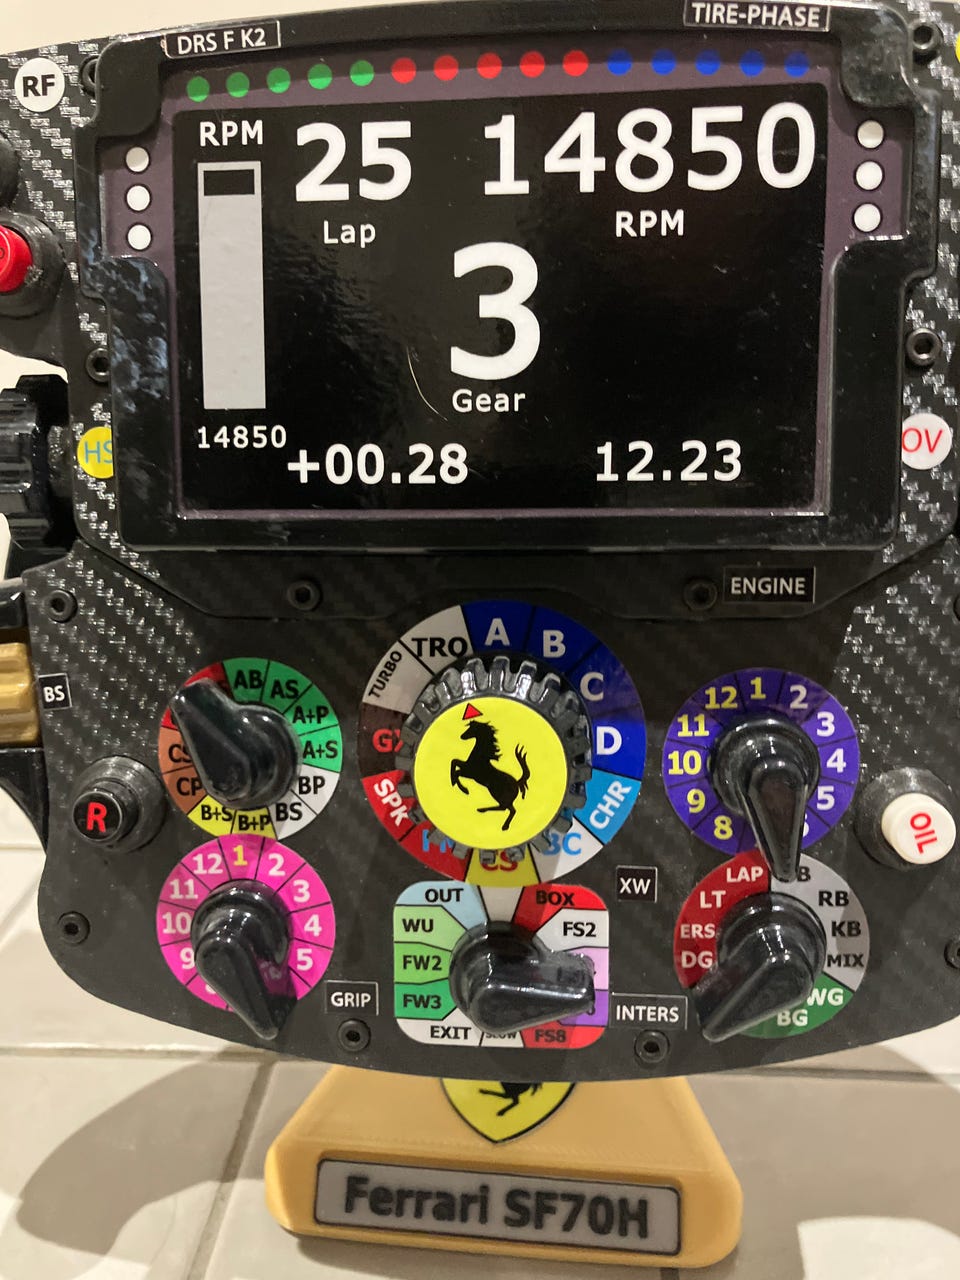 TIRE-PHASE
DRS F K2
RF
RPM
25
14850
Lap
RPM
3
Gear
14850
+00.28
12.23
HS
OV
ENGINE
BS
TURBO
TRQ
A
B
C
D
CHR
SPK
AB
AS
A+P
A+S
BP
BS
B+P
B+S
CP
12
1
2
3
4
5
8
9
10
11
R
OIL
12
1
2
3
4
5
9
10
11
XW
OUT
BOX
WU
FS2
FW2
FW3
EXIT
SLOW
FS8
LAP
LT
ERS
DG
RB
KB
MIX
WG
BG
GRIP
INTERS
Ferrari SF70H